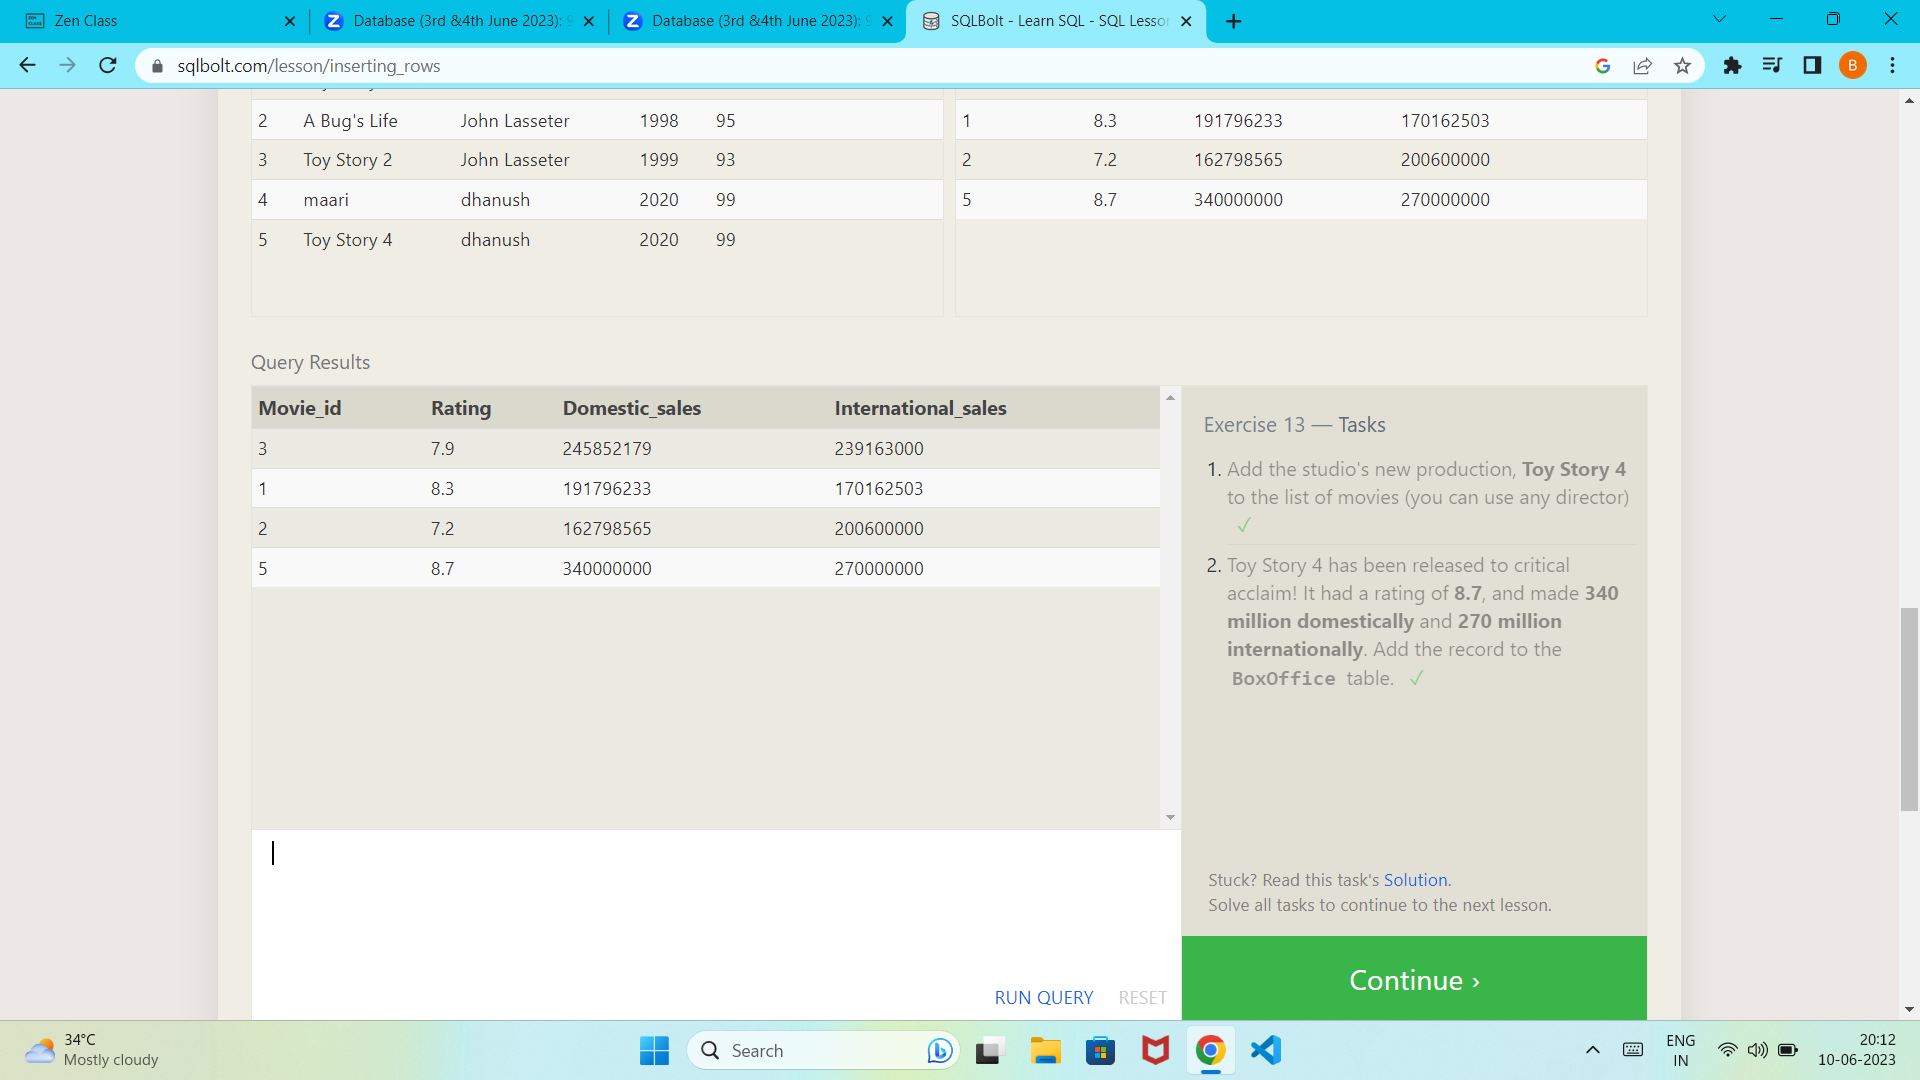 Zen Class
Database (3rd &4th June 2023):
Database (3rd &4th June 2023):
SQLBolt - Learn SQL - SQL Lesson
sqlbolt.com/lesson/inserting_rows
B
2 A Bug's Life John Lasseter 1998 95
3 Toy Story 2 John Lasseter 1999 93
4 maari dhanush 2020 99
5 Toy Story 4 dhanush 2020 99
1 8.3 191796233 170162503
2 7.2 162798565 200600000
5 8.7 340000000 270000000
Query Results
Movie_id Rating Domestic_sales International_sales
3 7.9 245852179 239163000
1 8.3 191796233 170162503
2 7.2 162798565 200600000
5 8.7 340000000 270000000
RUN QUERY RESET
Exercise 13 — Tasks
1. Add the studio's new production, Toy Story 4
to the list of movies (you can use any director)
✓
2. Toy Story 4 has been released to critical
acclaim! It had a rating of 8.7, and made 340
million domestically and 270 million
internationally. Add the record to the
BoxOffice table. ✓
Stuck? Read this task's Solution.
Solve all tasks to continue to the next lesson.
Continue ›
34°C
Mostly cloudy
Search
ENG
IN
20:12
10-06-2023